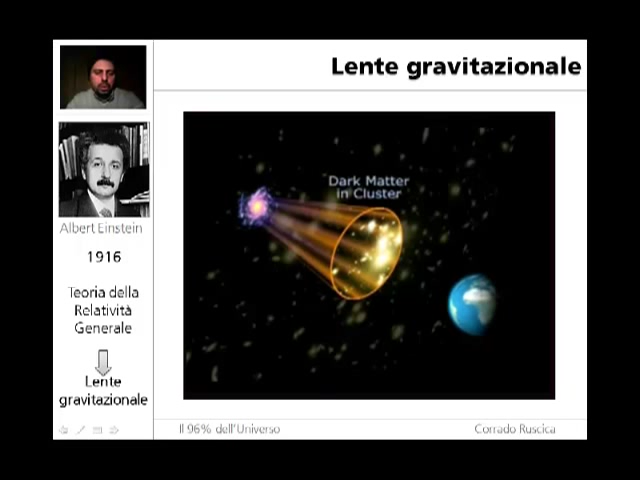 Lente gravitazionale
Dark Matter
in Cluster
Albert Einstein
1916
Teoria della
Relatività
Generale
Lente
gravitazionale
Il 96% dell'Universo
Corrado Ruscica